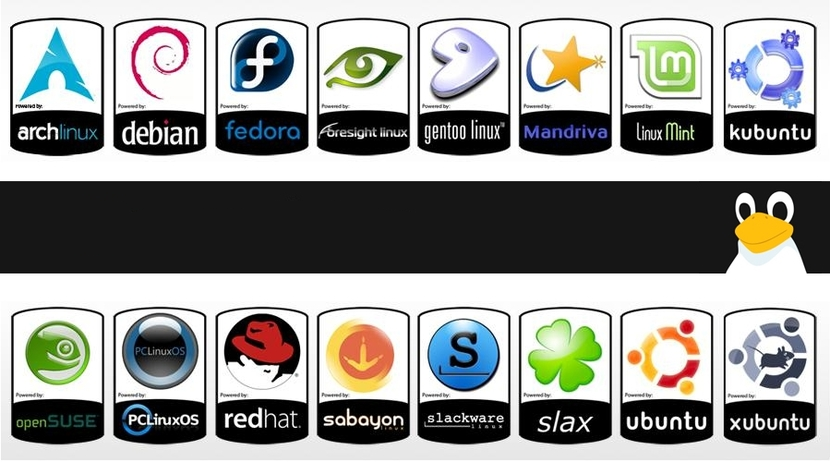 Powered by:
archlinux
Powered by:
debian
Powered by:
fedora
Powered by:
foresight linux
Powered by:
gentoo linux™
Powered by:
Mandriva
lm
Powered by:
Linux Mint
Powered by:
kubuntu
Powered by:
openSUSE
PCLinuxOS
Powered by:
PCLinuxOS
®
Powered by:
redhat.
Powered by:
sabayon
linux
S
Powered by:
slackware
linux
Powered by:
slax
Powered by:
ubuntu
Powered by:
xubuntu